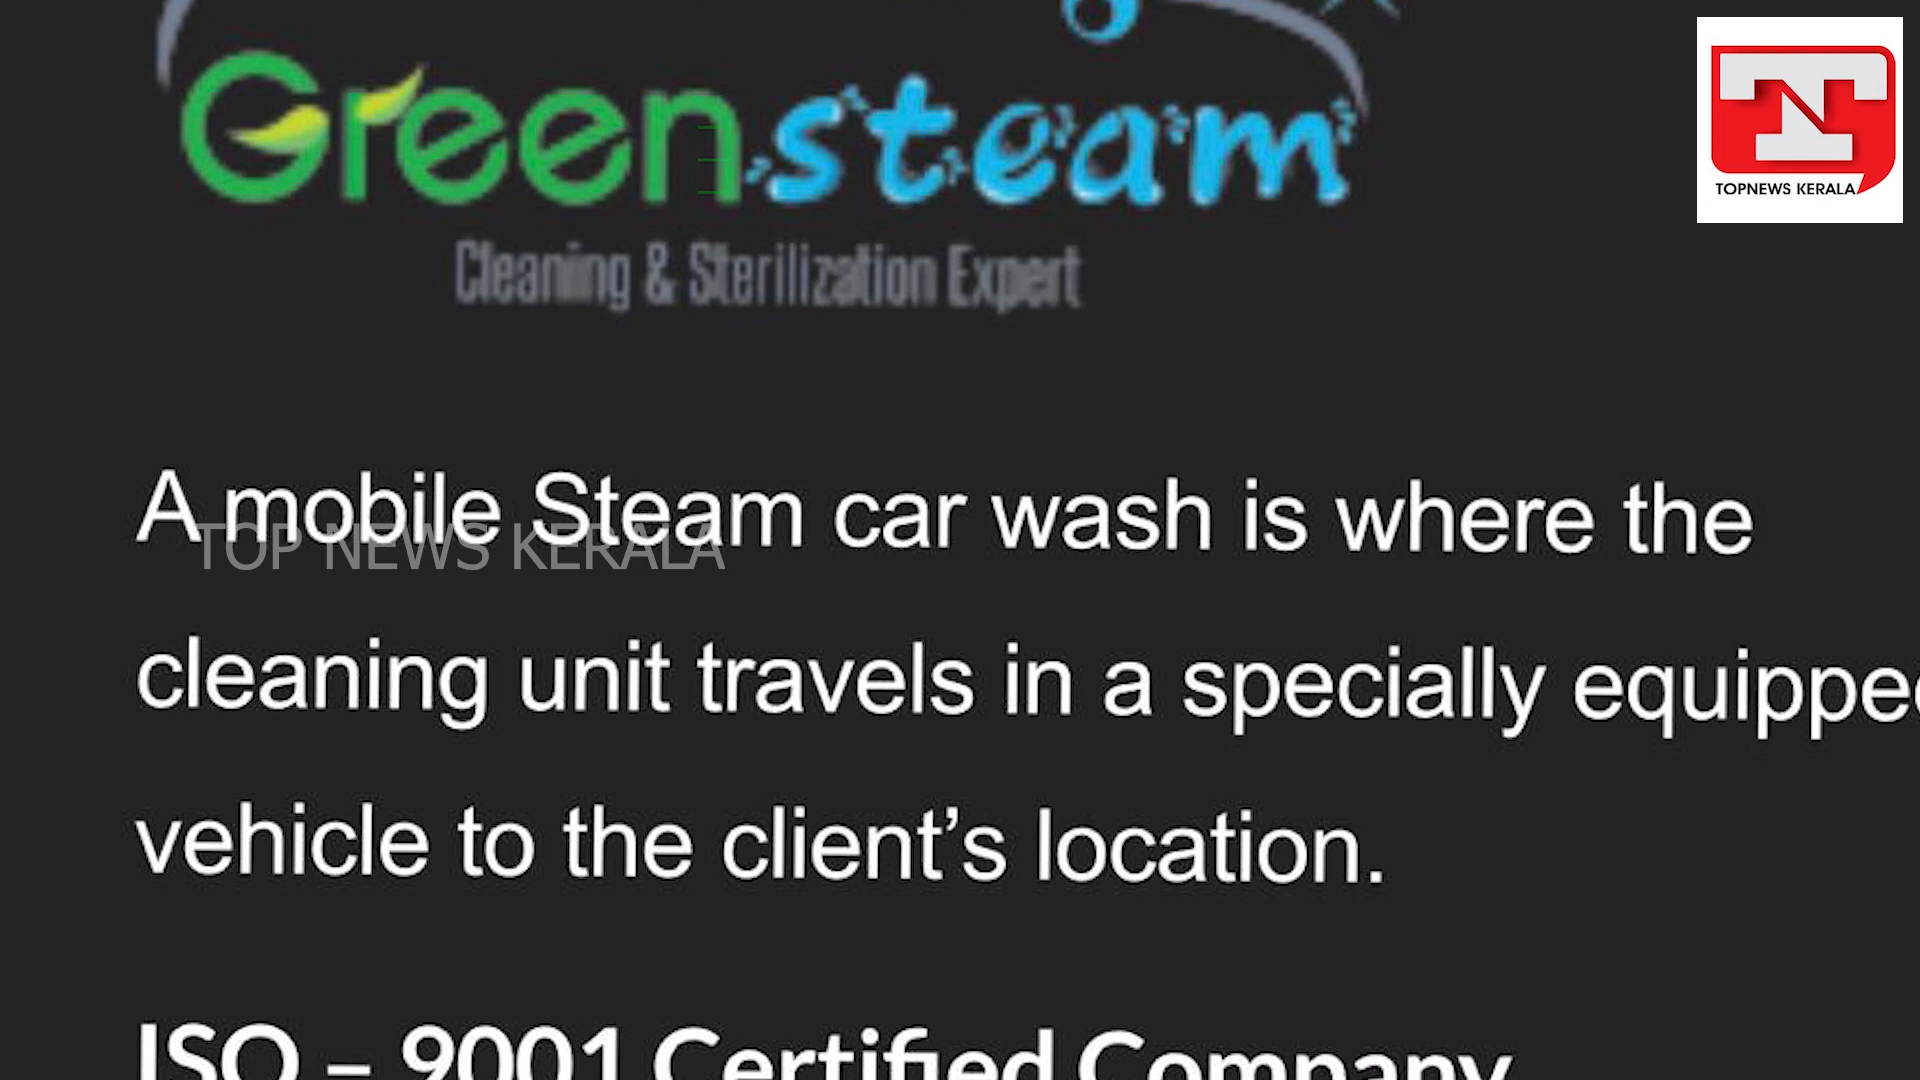 Greensteam
TOPNEWS KERALA
Cleaning & Sterilization Expert
A mobile Steam car wash is where the
TOP NEWS KERALA
cleaning unit travels in a specially equipped
vehicle to the client’s location.
ISO – 9001 Certified Company